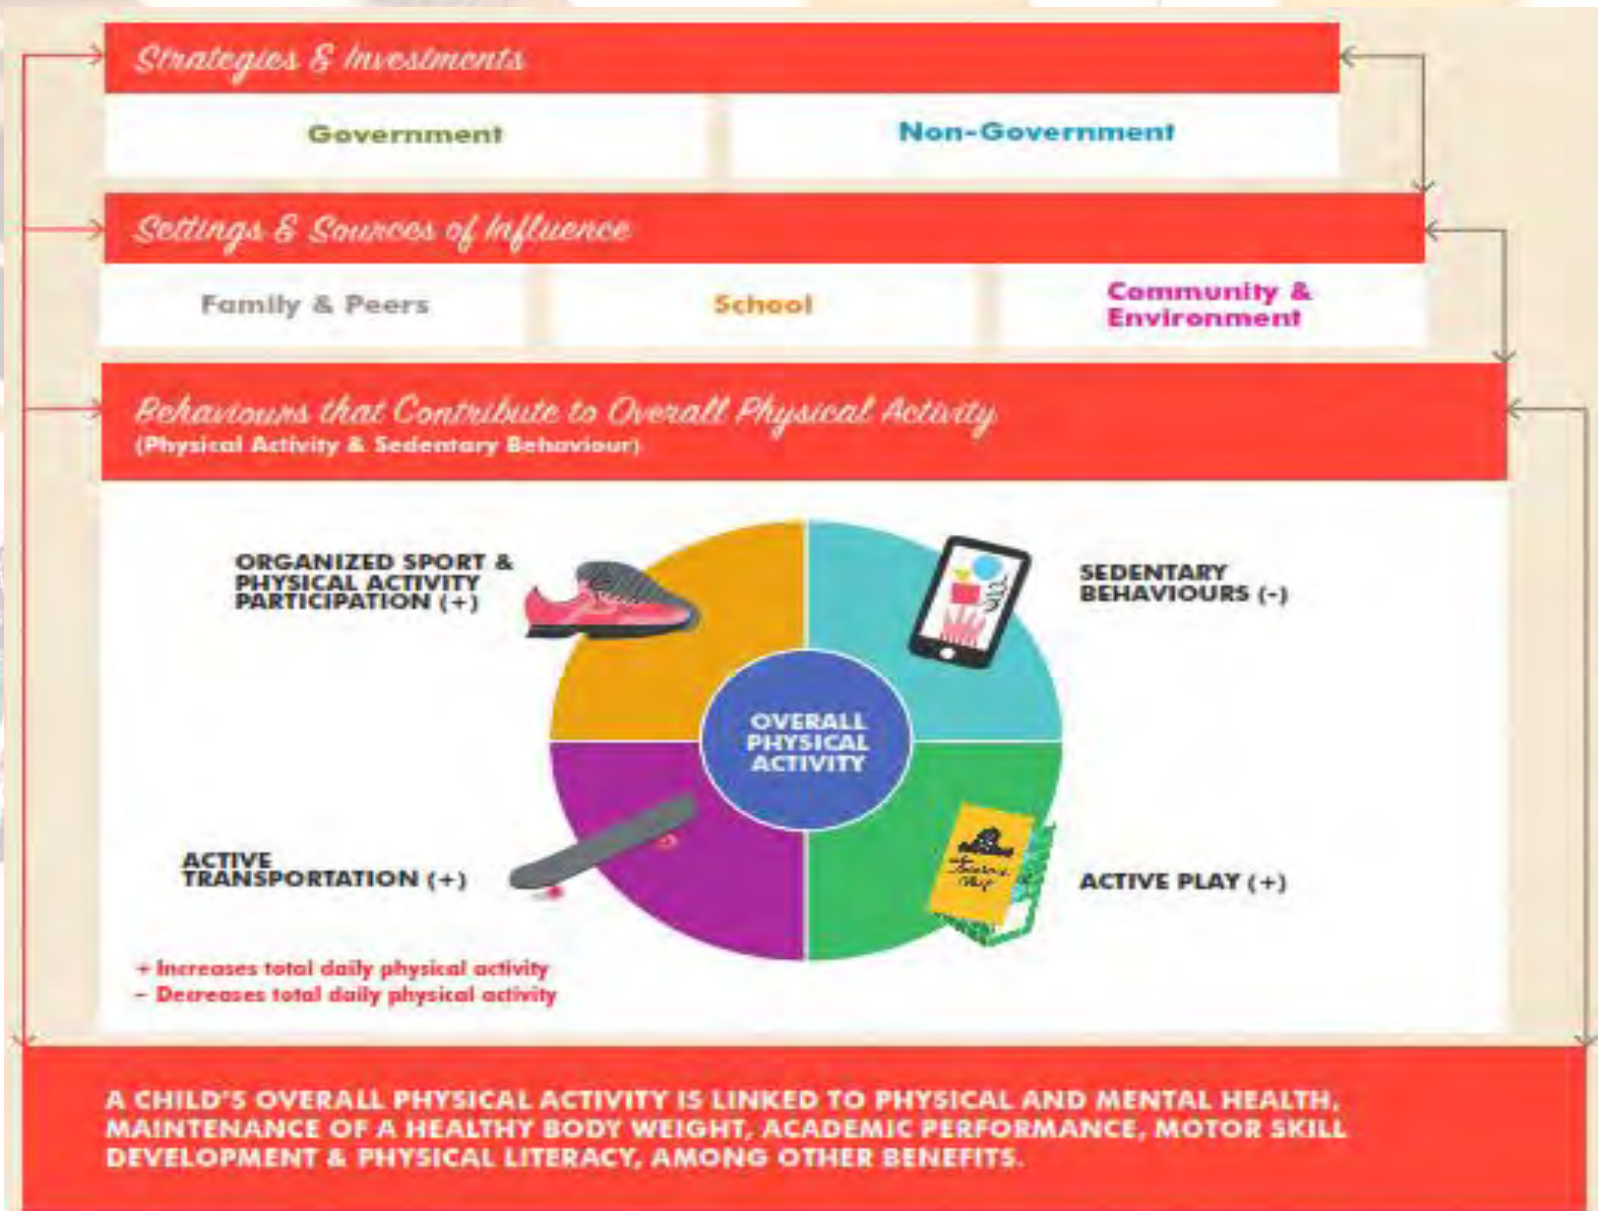 Strategies & Investments
Government
Non-Government
Settings & Sources of Influence
Family & Peers
School
Community &
Environment
Behaviours that Contribute to Overall Physical Activity
(Physical Activity & Sedentary Behaviour)
ORGANIZED SPORT &
PHYSICAL ACTIVITY
PARTICIPATION (+)
SEDENTARY
BEHAVIOURS (-)
OVERALL
PHYSICAL
ACTIVITY
ACTIVE
TRANSPORTATION (+)
ACTIVE PLAY (+)
+ Increases total daily physical activity
- Decreases total daily physical activity
A CHILD'S OVERALL PHYSICAL ACTIVITY IS LINKED TO PHYSICAL AND MENTAL HEALTH,
MAINTENANCE OF A HEALTHY BODY WEIGHT, ACADEMIC PERFORMANCE, MOTOR SKILL
DEVELOPMENT & PHYSICAL LITERACY, AMONG OTHER BENEFITS.